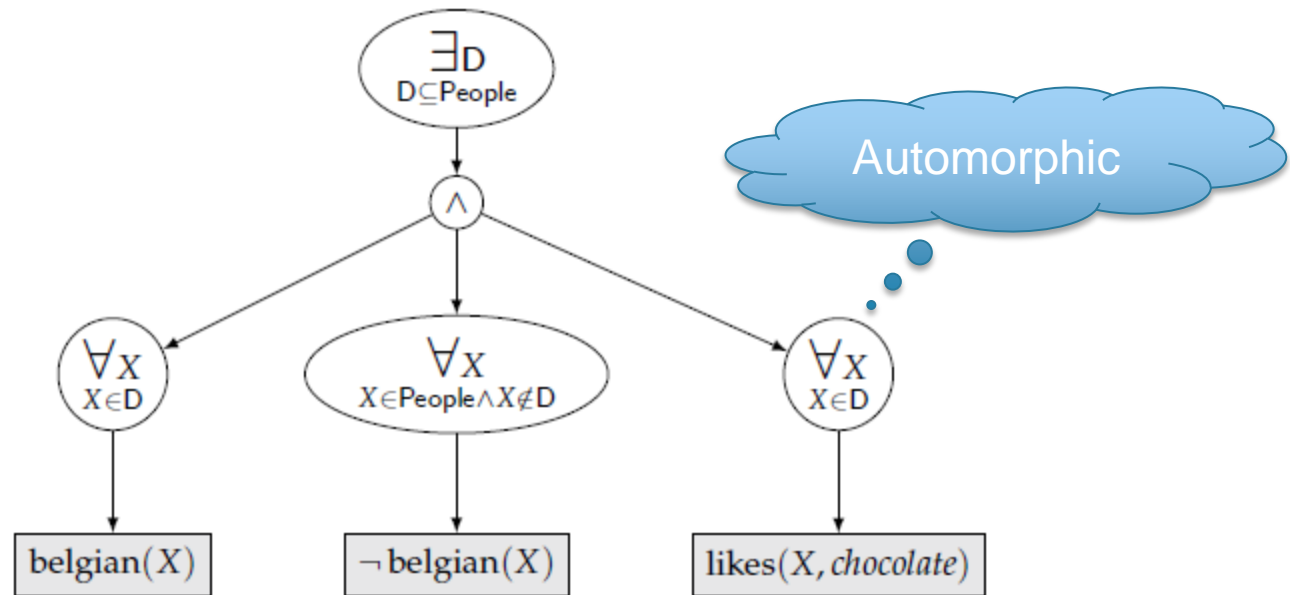 ∃D
D⊆People
∧
Automorphic
∀X
X∈D
∀X
X∈People∧X∉D
∀X
X∈D
belgian(X)
¬ belgian(X)
likes(X, chocolate)